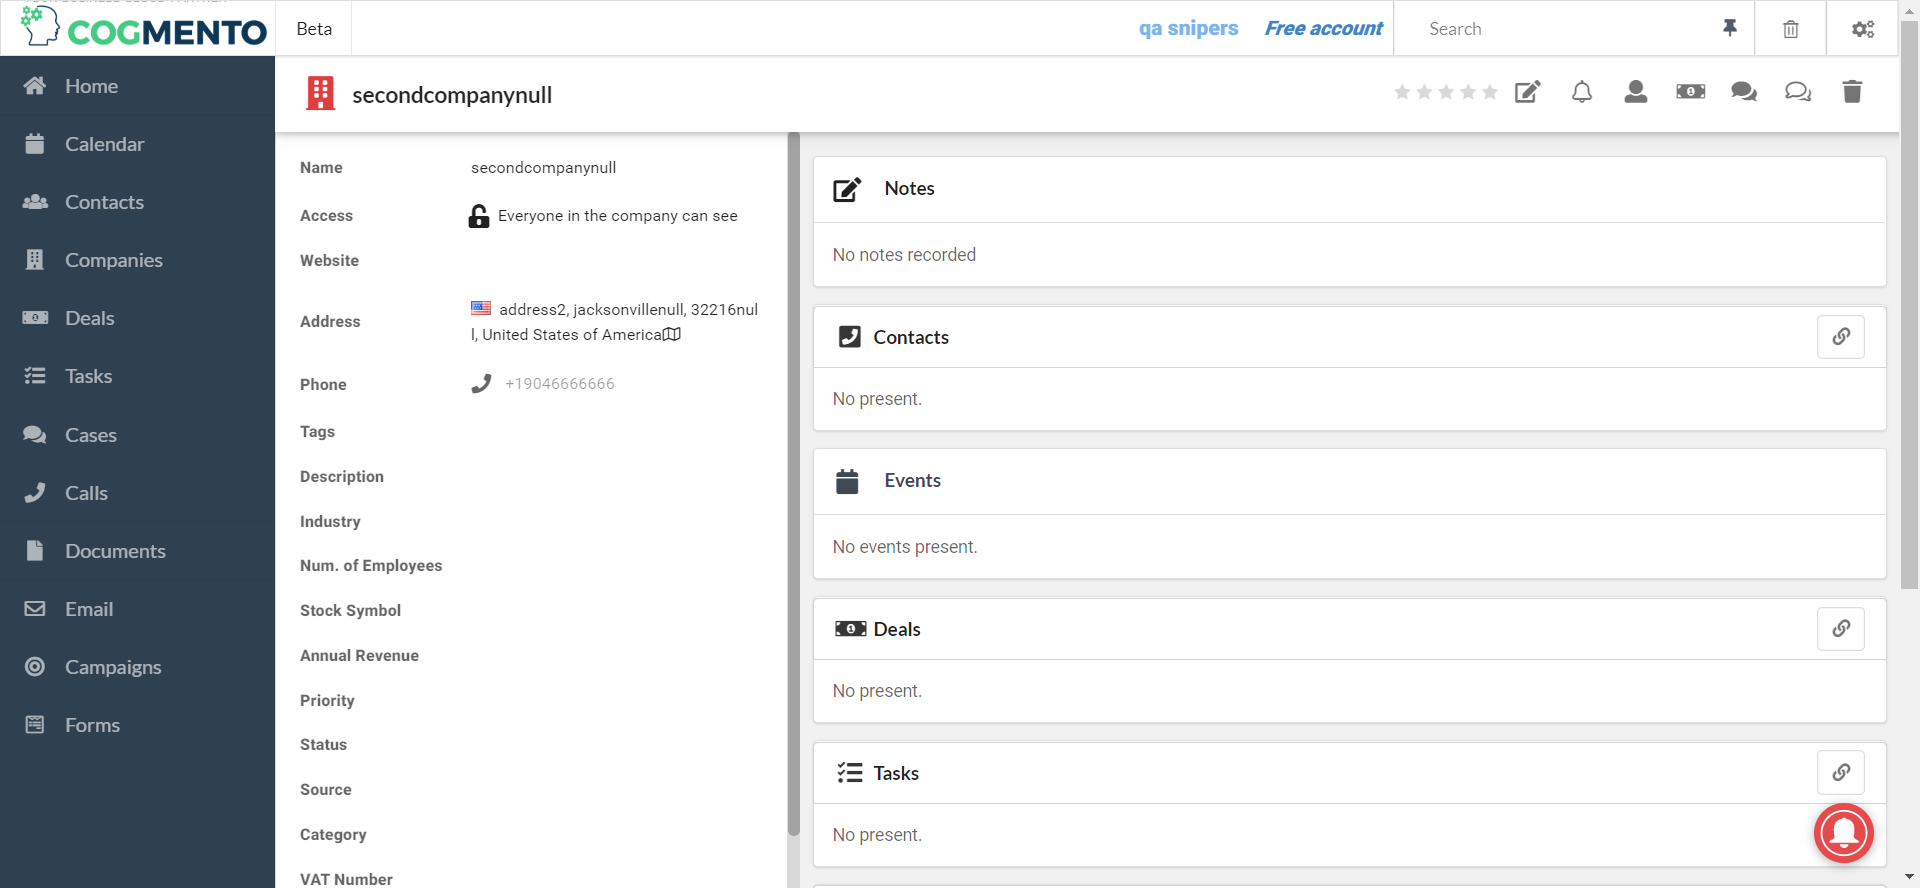 COGMENTO
Beta
qa snipers
Free account
Search
Home
Calendar
Contacts
Companies
Deals
Tasks
Cases
Calls
Documents
Email
Campaigns
Forms
secondcompanynull
Name
secondcompanynull
Access
Everyone in the company can see
Website
Address
address2, jacksonvillenull, 32216nul
l, United States of America
Phone
+19046666666
Tags
Description
Industry
Num. of Employees
Stock Symbol
Annual Revenue
Priority
Status
Source
Category
VAT Number
Notes
No notes recorded
Contacts
No present.
Events
No events present.
Deals
No present.
Tasks
No present.